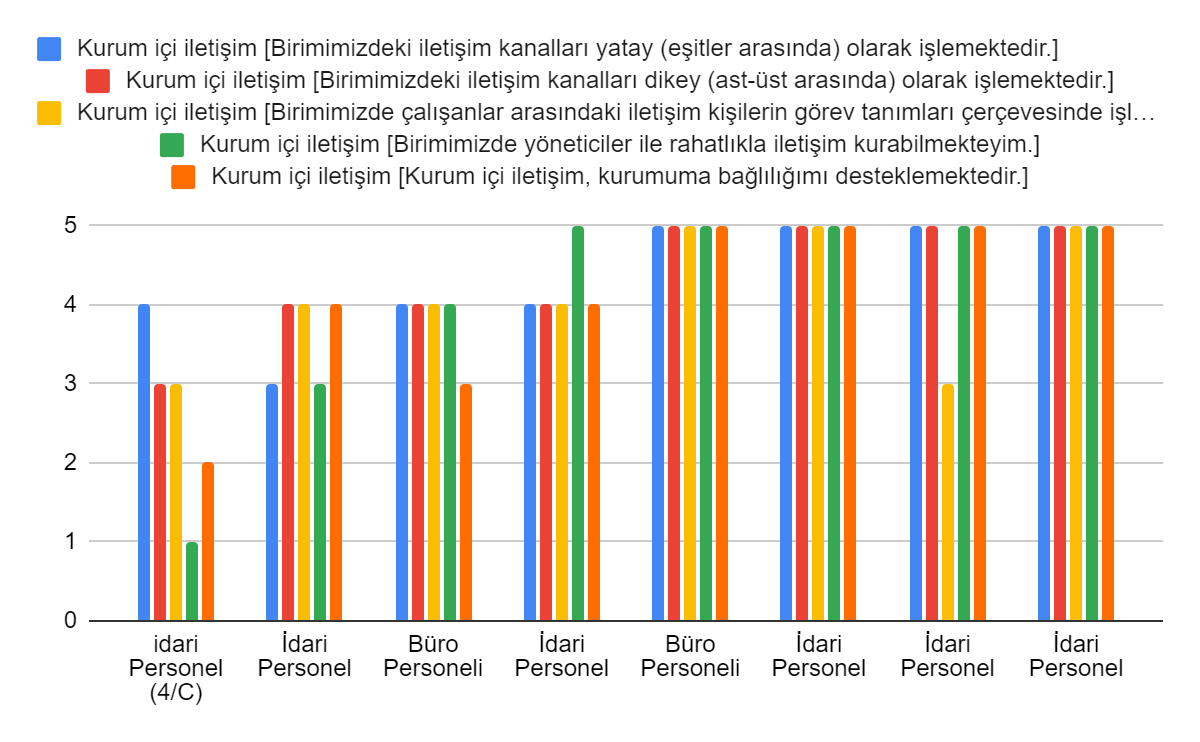 Kurum içi iletişim [Birimimizdeki iletişim kanalları yatay (eşitler arasında) olarak işlemektedir.]
Kurum içi iletişim [Birimimizdeki iletişim kanalları dikey (ast-üst arasında) olarak işlemektedir.]
Kurum içi iletişim [Birimimizde çalışanlar arasındaki iletişim kişilerin görev tanımları çerçevesinde işl…
Kurum içi iletişim [Birimimizde yöneticiler ile rahatlıkla iletişim kurabilmekteyim.]
Kurum içi iletişim [Kurum içi iletişim, kurumuma bağlılığımı desteklemektedir.]
5
4
3
2
1
0
idari
Personel
(4/C)
İdari
Personel
Büro
Personeli
İdari
Personel
Büro
Personeli
İdari
Personel
İdari
Personel
İdari
Personel